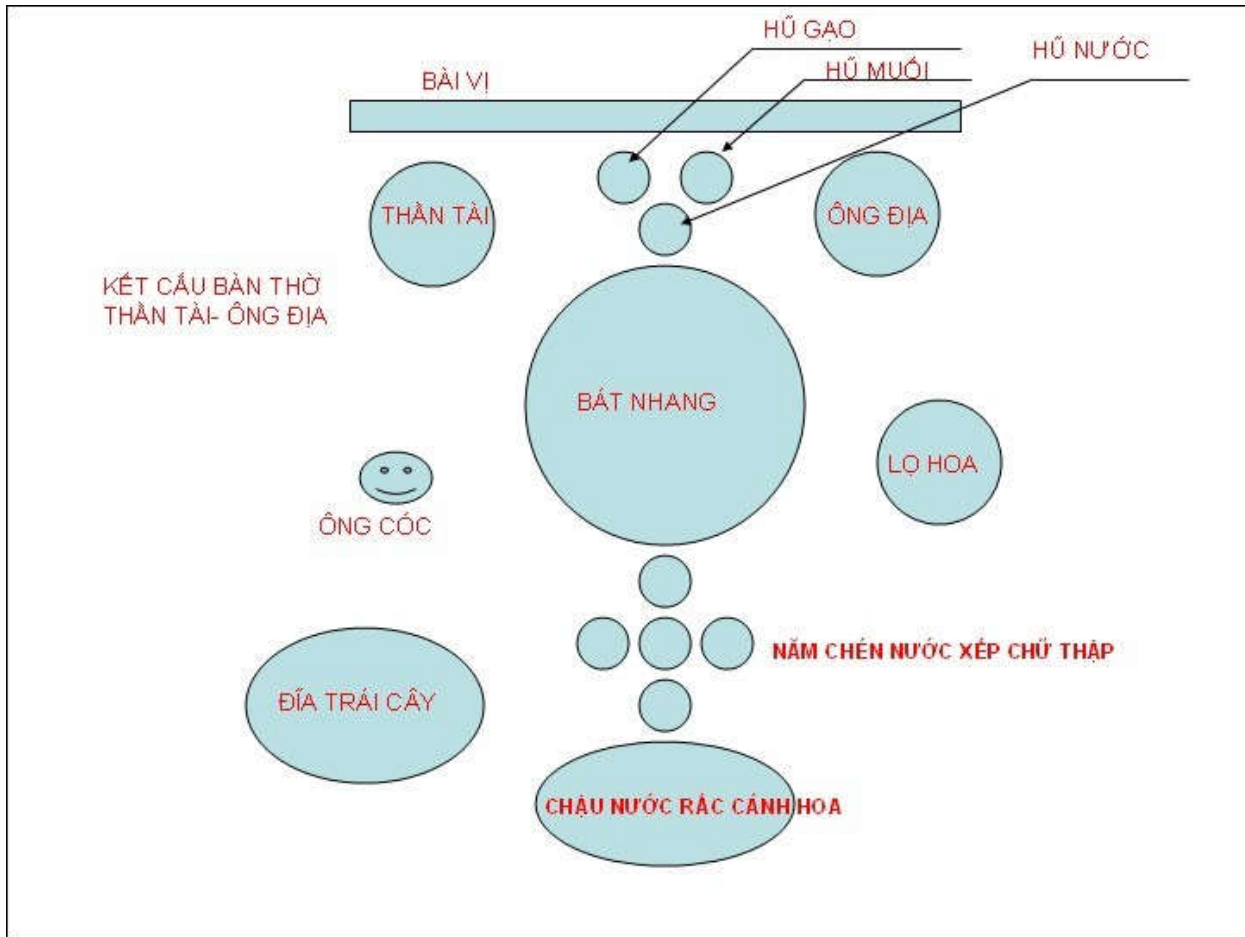 HŨ GẠO
HŨ NƯỚC
HŨ MUỐI
BÀI VỊ
THẦN TÀI
ÔNG ĐỊA
KẾT CẤU BÀN THỜ
THẦN TÀI- ÔNG ĐỊA
BÁT NHANG
LỌ HOA
ÔNG CÓC
NĂM CHÉN NƯỚC XẾP CHỮ THẬP
ĐĨA TRÁI CÂY
CHẬU NƯỚC RẮC CÁNH HOA